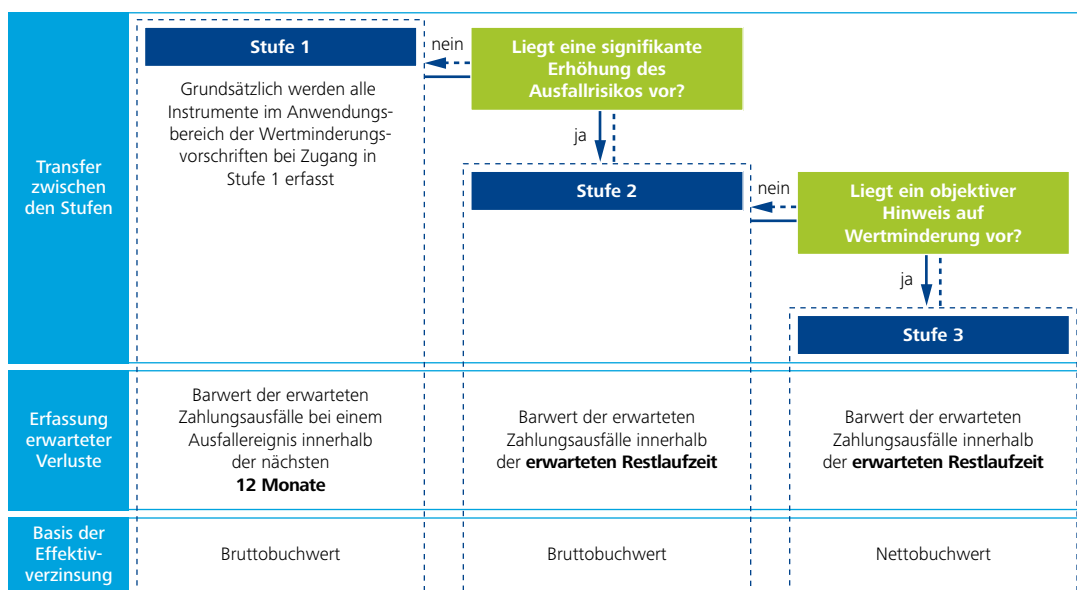 Transfer
zwischen
den Stufen
Stufe 1
Grundsätzlich werden alle
Instrumente im Anwendungs-
bereich der Wertminderungs-
vorschriften bei Zugang in
Stufe 1 erfasst
nein
Liegt eine signifikante
Erhöhung des
Ausfallrisikos vor?
ja
Stufe 2
nein
Liegt ein objektiver
Hinweis auf
Wertminderung vor?
ja
Stufe 3
Erfassung
erwarteter
Verluste
Barwert der erwarteten
Zahlungsausfälle bei einem
Ausfallereignis innerhalb
der nächsten
12 Monate
Barwert der erwarteten
Zahlungsausfälle innerhalb
der erwarteten Restlaufzeit
Barwert der erwarteten
Zahlungsausfälle innerhalb
der erwarteten Restlaufzeit
Basis der
Effektiv-
verzinsung
Bruttobuchwert
Bruttobuchwert
Nettobuchwert